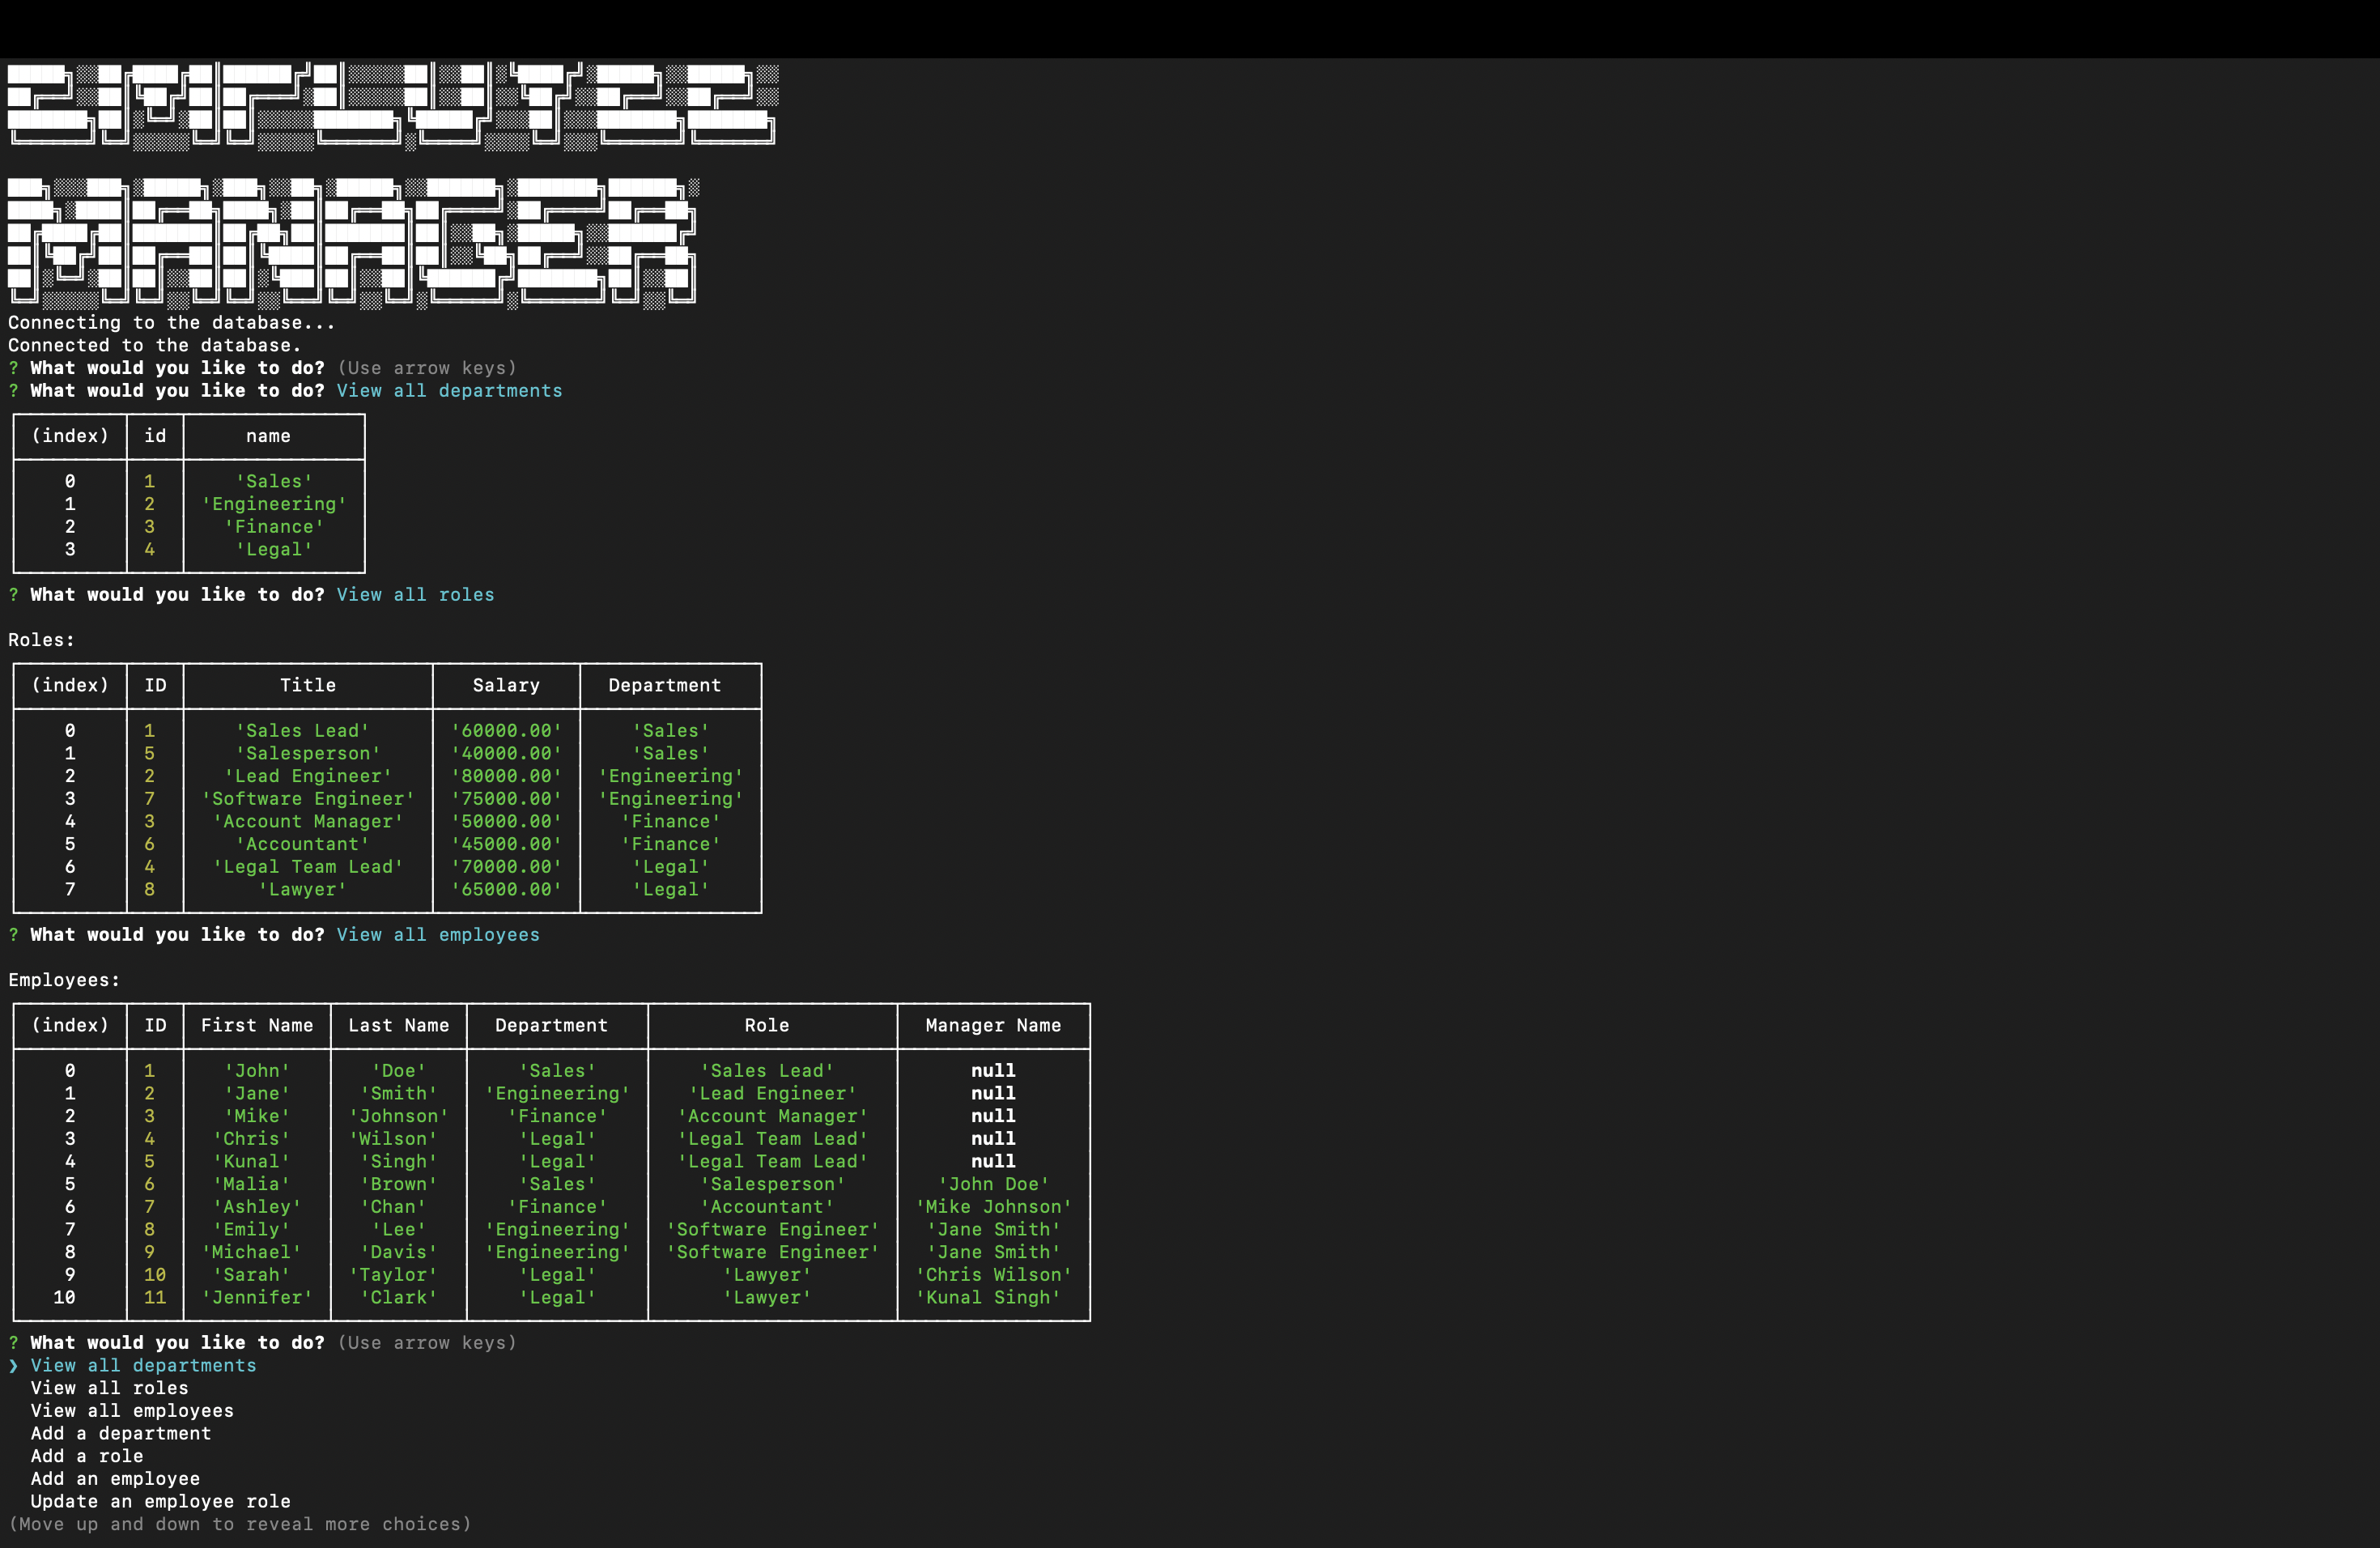 Connecting to the database...
Connected to the database.
? What would you like to do? (Use arrow keys)
? What would you like to do? View all departments
(index) id name
0 1 'Sales'
1 2 'Engineering'
2 3 'Finance'
3 4 'Legal'
? What would you like to do? View all roles
Roles:
(index) ID Title Salary Department
0 1 'Sales Lead' '60000.00' 'Sales'
1 5 'Salesperson' '40000.00' 'Sales'
2 2 'Lead Engineer' '80000.00' 'Engineering'
3 7 'Software Engineer' '75000.00' 'Engineering'
4 3 'Account Manager' '50000.00' 'Finance'
5 6 'Accountant' '45000.00' 'Finance'
6 4 'Legal Team Lead' '70000.00' 'Legal'
7 8 'Lawyer' '65000.00' 'Legal'
? What would you like to do? View all employees
Employees:
(index) ID First Name Last Name Department Role Manager Name
0 1 'John' 'Doe' 'Sales' 'Sales Lead' null
1 2 'Jane' 'Smith' 'Engineering' 'Lead Engineer' null
2 3 'Mike' 'Johnson' 'Finance' 'Account Manager' null
3 4 'Chris' 'Wilson' 'Legal' 'Legal Team Lead' null
4 5 'Kunal' 'Singh' 'Legal' 'Legal Team Lead' null
5 6 'Malia' 'Brown' 'Sales' 'Salesperson' 'John Doe'
6 7 'Ashley' 'Chan' 'Finance' 'Accountant' 'Mike Johnson'
7 8 'Emily' 'Lee' 'Engineering' 'Software Engineer' 'Jane Smith'
8 9 'Michael' 'Davis' 'Engineering' 'Software Engineer' 'Jane Smith'
9 10 'Sarah' 'Taylor' 'Legal' 'Lawyer' 'Chris Wilson'
10 11 'Jennifer' 'Clark' 'Legal' 'Lawyer' 'Kunal Singh'
? What would you like to do? (Use arrow keys)
❯ View all departments
View all roles
View all employees
Add a department
Add a role
Add an employee
Update an employee role
(Move up and down to reveal more choices)